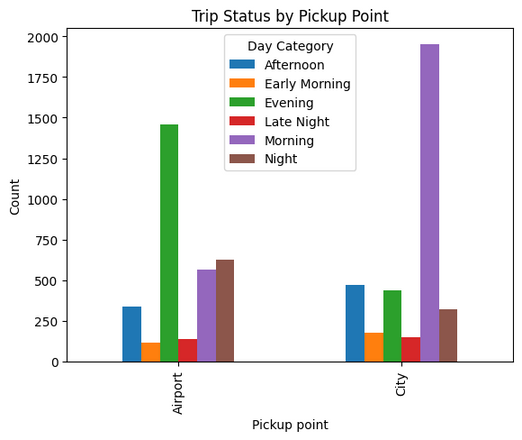 Trip Status by Pickup Point
Day Category
Afternoon
Early Morning
Evening
Late Night
Morning
Night
2000
1750
1500
1250
1000
750
500
250
0
Count
Airport
City
Pickup point